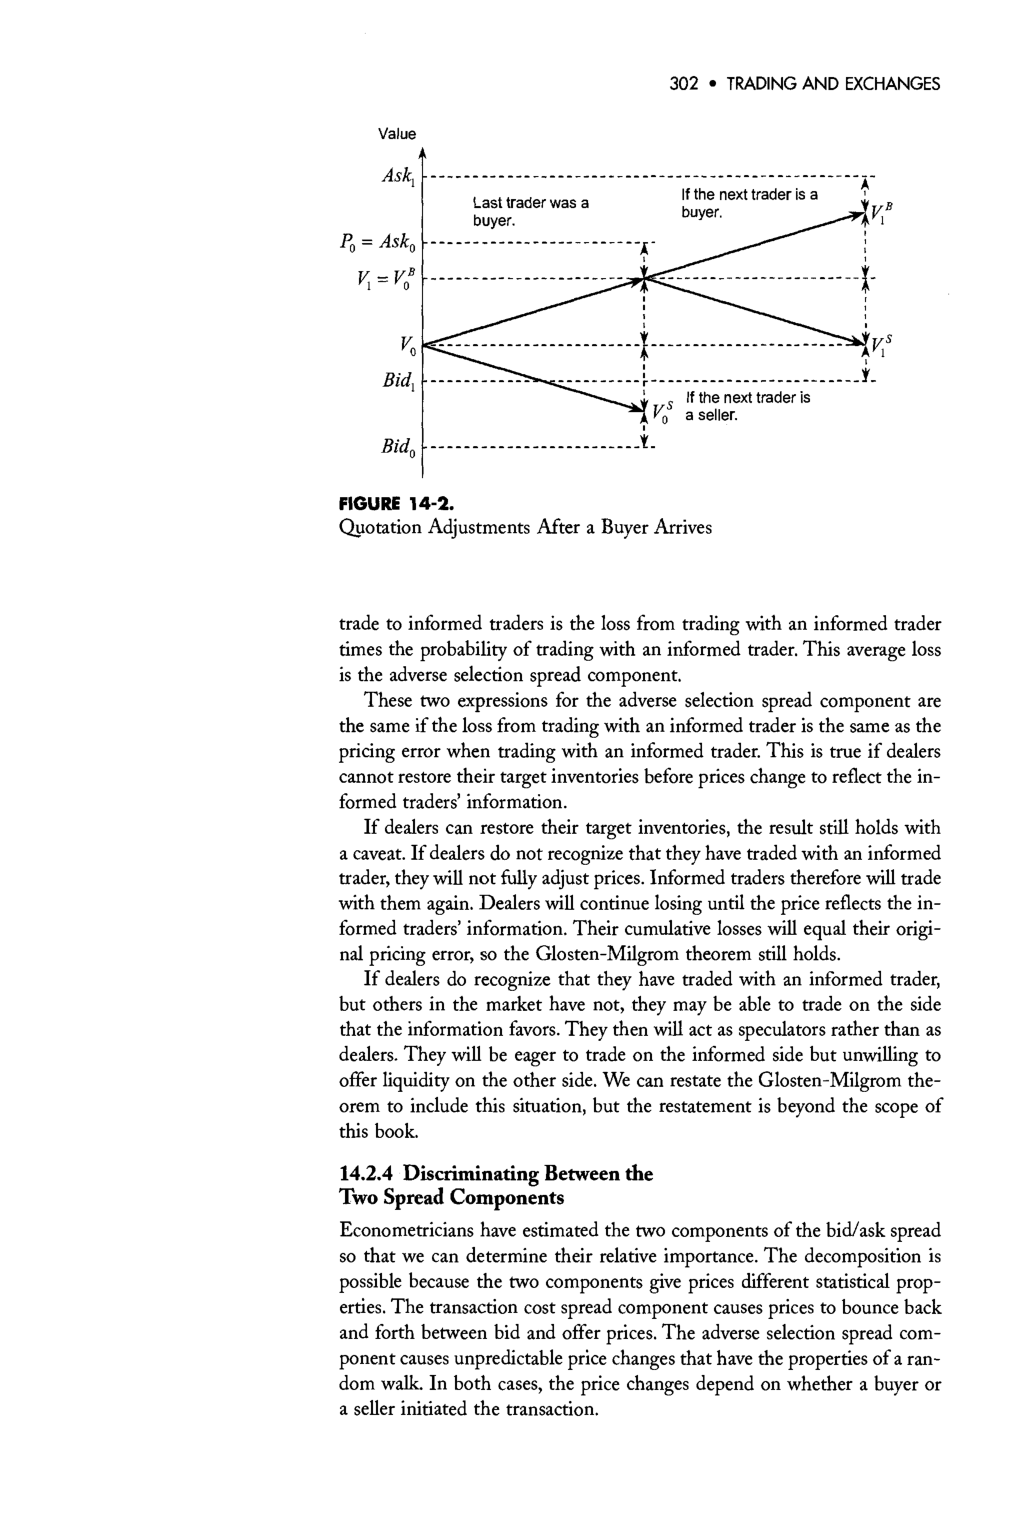 302 • TRADING AND EXCHANGES
Value
Ask₁
Last trader was a
buyer.
If the next trader is a
buyer.
V₁ᴮ
P₀ = Ask₀
V₁ = V₀ᴮ
V₀
V₁ˢ
Bid₁
V₀ˢ
If the next trader is
a seller.
Bid₀
FIGURE 14-2.
Quotation Adjustments After a Buyer Arrives
trade to informed traders is the loss from trading with an informed trader
times the probability of trading with an informed trader. This average loss
is the adverse selection spread component.
These two expressions for the adverse selection spread component are
the same if the loss from trading with an informed trader is the same as the
pricing error when trading with an informed trader. This is true if dealers
cannot restore their target inventories before prices change to reflect the in-
formed traders' information.
If dealers can restore their target inventories, the result still holds with
a caveat. If dealers do not recognize that they have traded with an informed
trader, they will not fully adjust prices. Informed traders therefore will trade
with them again. Dealers will continue losing until the price reflects the in-
formed traders' information. Their cumulative losses will equal their origi-
nal pricing error, so the Glosten-Milgrom theorem still holds.
If dealers do recognize that they have traded with an informed trader,
but others in the market have not, they may be able to trade on the side
that the information favors. They then will act as speculators rather than as
dealers. They will be eager to trade on the informed side but unwilling to
offer liquidity on the other side. We can restate the Glosten-Milgrom the-
orem to include this situation, but the restatement is beyond the scope of
this book.
14.2.4 Discriminating Between the
Two Spread Components
Econometricians have estimated the two components of the bid/ask spread
so that we can determine their relative importance. The decomposition is
possible because the two components give prices different statistical prop-
erties. The transaction cost spread component causes prices to bounce back
and forth between bid and offer prices. The adverse selection spread com-
ponent causes unpredictable price changes that have the properties of a ran-
dom walk. In both cases, the price changes depend on whether a buyer or
a seller initiated the transaction.